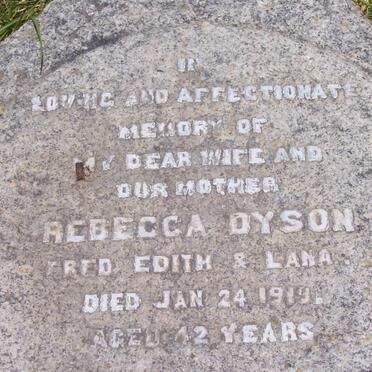 IN
LOVING AND AFFECTIONATE
MEMORY OF
MY DEAR WIFE AND
OUR MOTHER
REBECCA DYSON
FRED, EDITH & LANA.
DIED JAN 24 1919.
AGED 42 YEARS